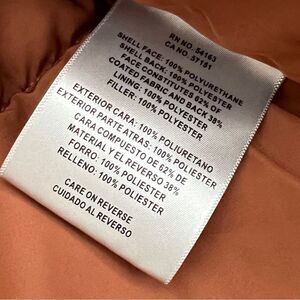 RN NO. 54163
CA NO. 57151
SHELL FACE: 100% POLYURETHANE
SHELL BACK: 100% POLYESTER
FACE CONSTITUTES 62% OF
COATED FABRIC AND BACK 38%
LINING: 100% POLYESTER
FILLER: 100% POLYESTER
EXTERIOR CARA: 100% POLIURETANO
EXTERIOR PARTE ATRAS: 100% POLIESTER
CARA COMPUESTO DE 62% DE
MATERIAL Y EL REVERSO 38%
FORRO: 100% POLIESTER
RELLENO: 100% POLIESTER
CARE ON REVERSE
CUIDADO AL REVERSO